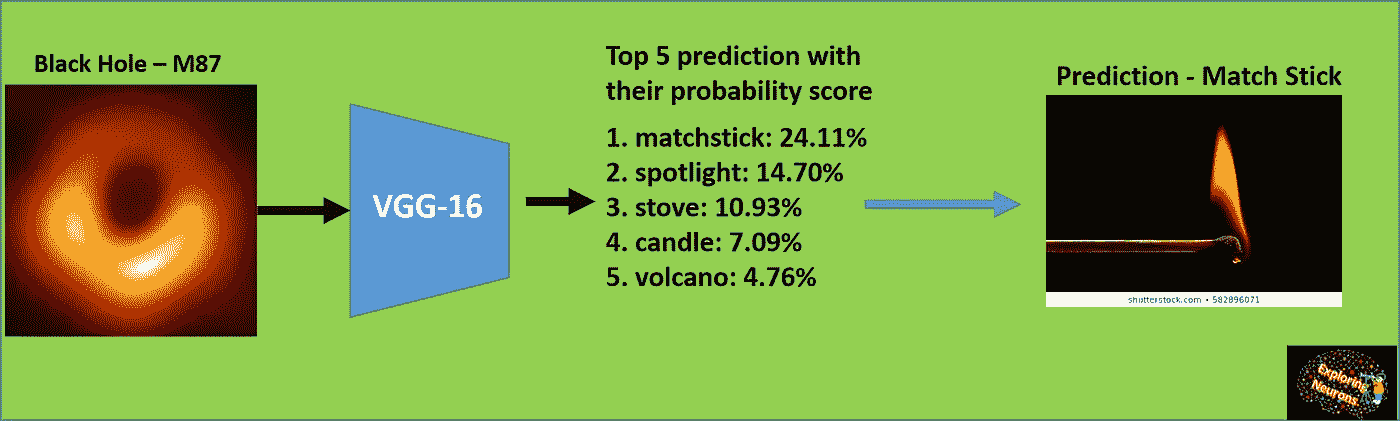 Black Hole – M87
VGG-16
Top 5 prediction with
their probability score
1. matchstick: 24.11%
2. spotlight: 14.70%
3. stove: 10.93%
4. candle: 7.09%
5. volcano: 4.76%
Prediction - Match Stick
shutterstock.com • 582896071
Exploring
Neurons